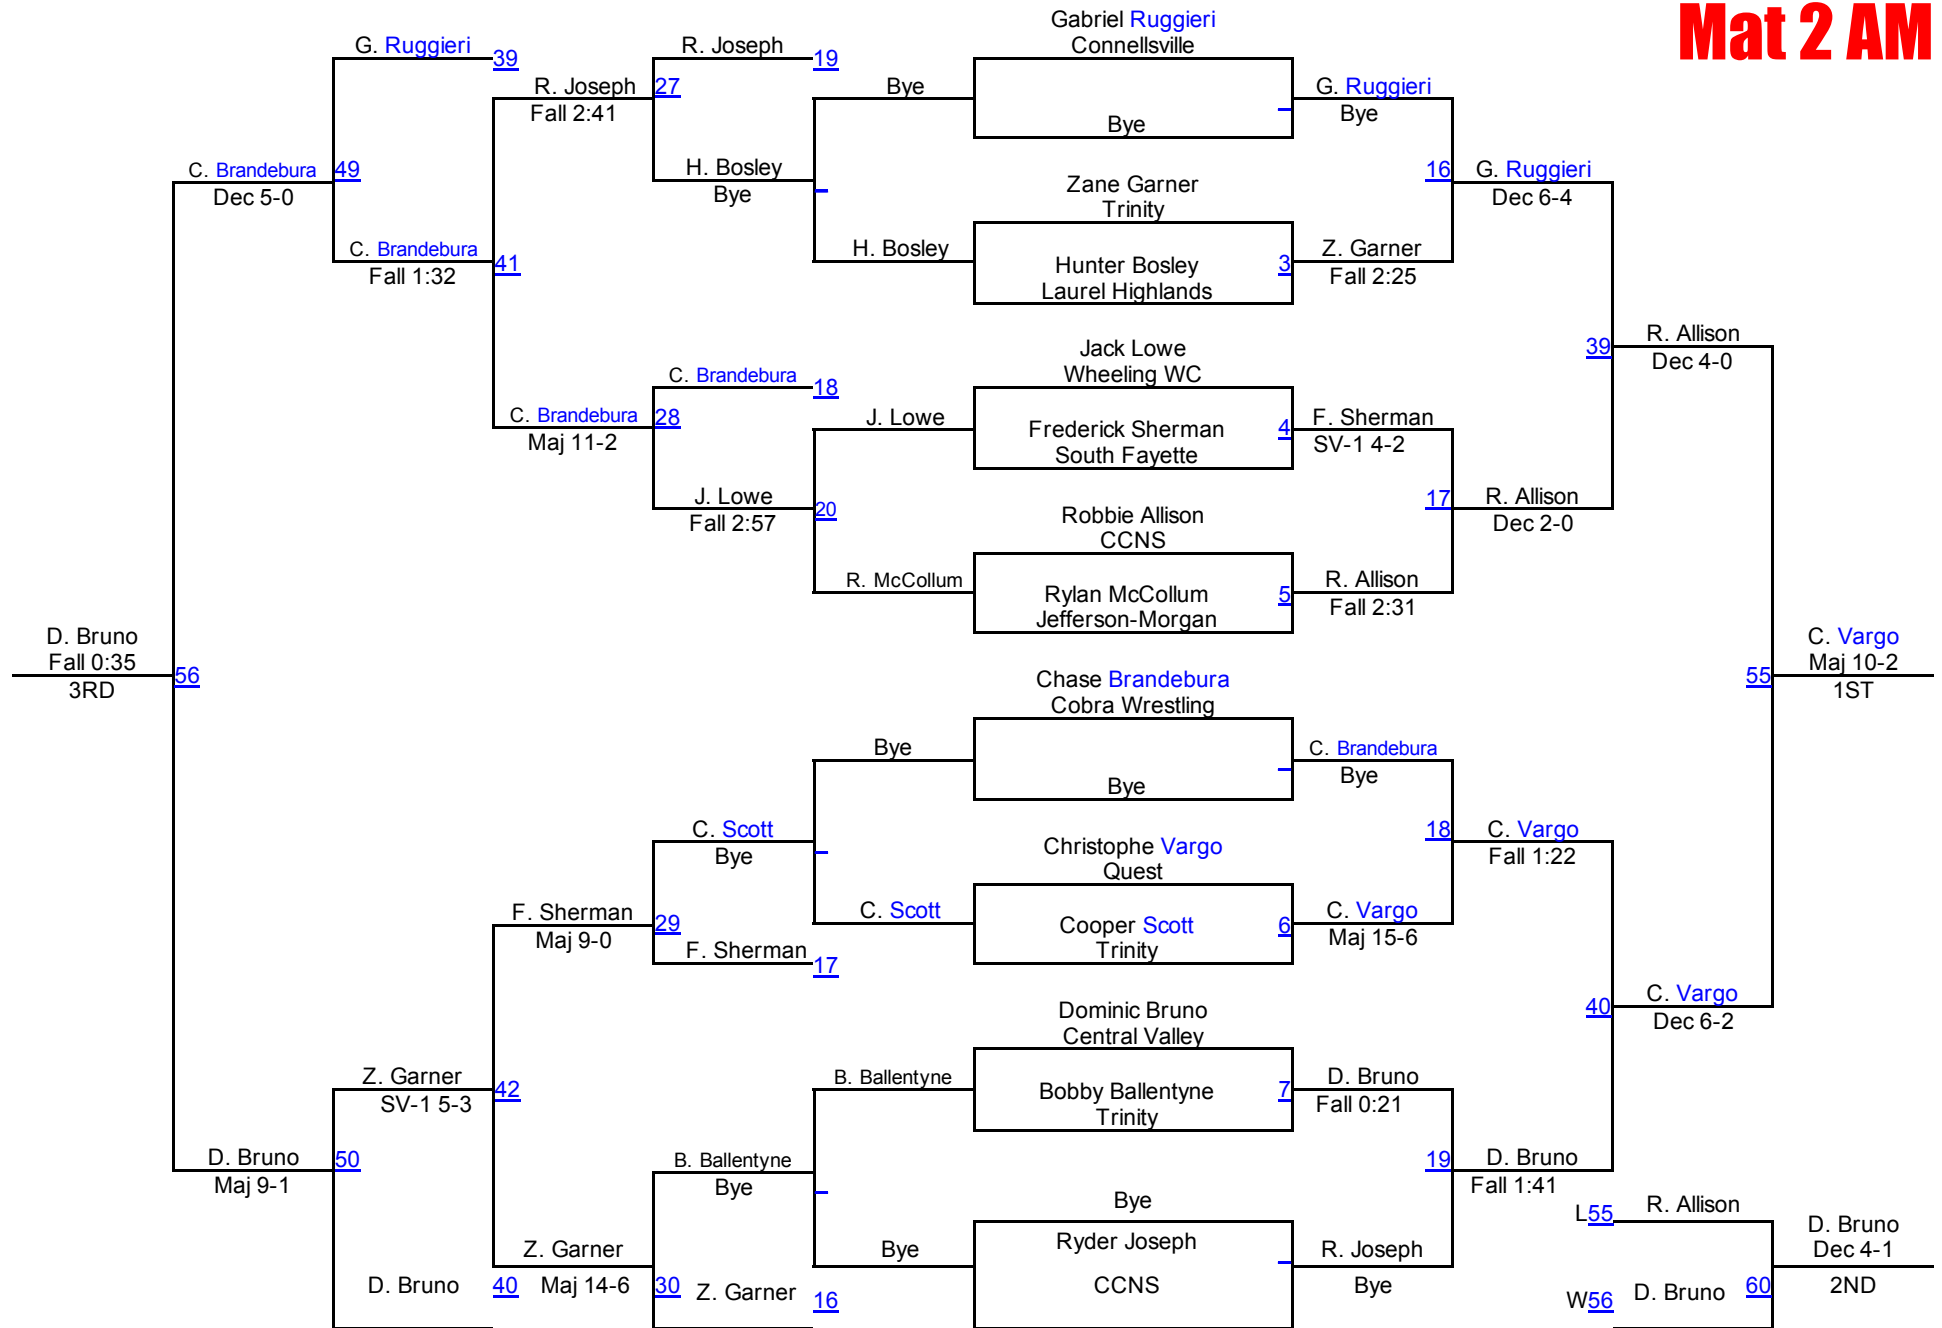 Mat 2 AM
Gabriel Ruggieri
Connellsville
G. Ruggieri
39
R. Joseph
19
R. Joseph
27
Fall 2:41
Bye
G. Ruggieri
Bye
Bye
C. Brandebura
49
Dec 5-0
H. Bosley
Bye
Zane Garner
Trinity
16
G. Ruggieri
Dec 6-4
C. Brandebura
41
Fall 1:32
H. Bosley
Hunter Bosley
3
Laurel Highlands
Z. Garner
Fall 2:25
Jack Lowe
Wheeling WC
39
R. Allison
Dec 4-0
C. Brandebura
18
C. Brandebura
28
Maj 11-2
J. Lowe
Frederick Sherman
4
South Fayette
F. Sherman
SV-1 4-2
J. Lowe
20
Fall 2:57
Robbie Allison
CCNS
17
R. Allison
Dec 2-0
R. McCollum
Rylan McCollum
5
Jefferson-Morgan
R. Allison
Fall 2:31
D. Bruno
Fall 0:35
56
3RD
Chase Brandebura
Cobra Wrestling
55
C. Vargo
Maj 10-2
1ST
Bye
Bye
C. Brandebura
Bye
C. Scott
Bye
Christophe Vargo
Quest
18
C. Vargo
Fall 1:22
F. Sherman
29
Maj 9-0
F. Sherman
17
C. Scott
Cooper Scott
6
Trinity
C. Vargo
Maj 15-6
Dominic Bruno
Central Valley
40
C. Vargo
Dec 6-2
Z. Garner
42
SV-1 5-3
B. Ballentyne
Bobby Ballentyne
7
Trinity
D. Bruno
Fall 0:21
D. Bruno
50
Maj 9-1
B. Ballentyne
Bye
19
D. Bruno
Fall 1:41
Bye
L55
R. Allison
D. Bruno
Dec 4-1
Z. Garner
Bye
Ryder Joseph
R. Joseph
D. Bruno
40
Maj 14-6
30
Z. Garner
16
CCNS
Bye
W56
D. Bruno
60
2ND